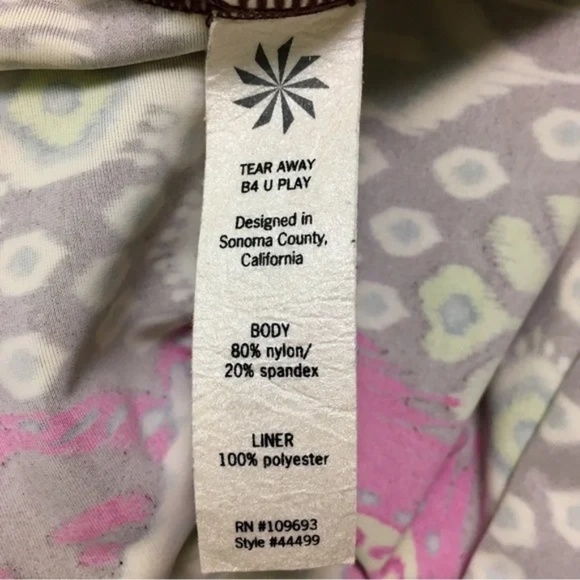 TEAR AWAY
B4 U PLAY
Designed in
Sonoma County,
California
BODY
80% nylon/
20% spandex
LINER
100% polyester
RN #109693
Style #44499